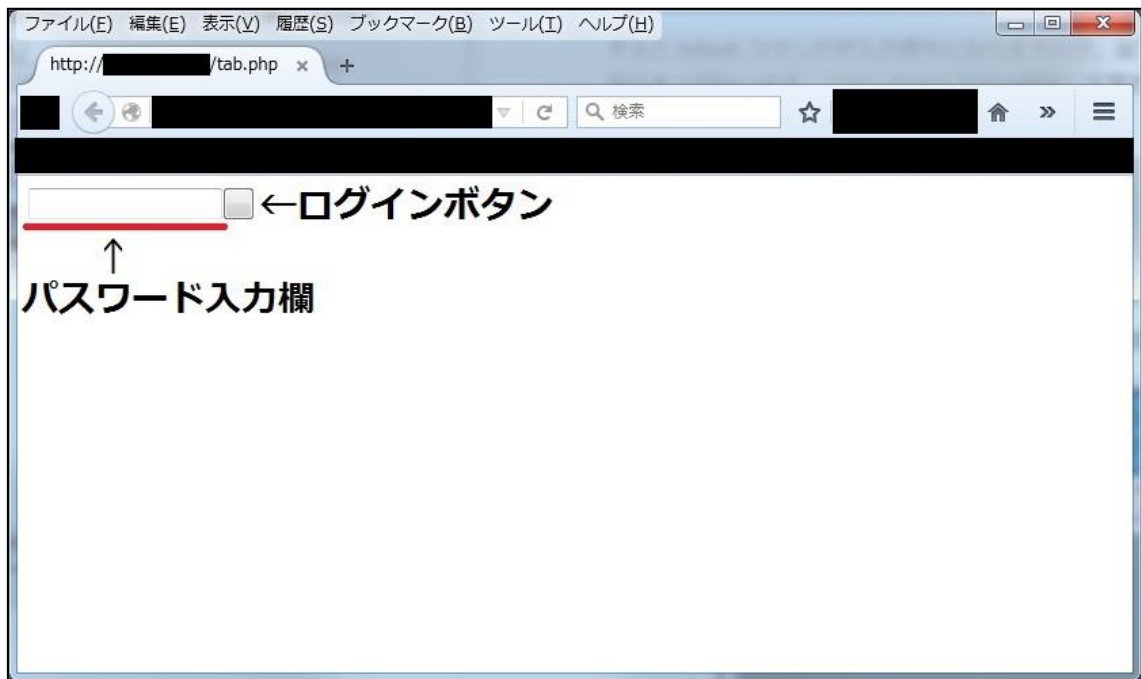 ファイル(F) 編集(E) 表示(V) 履歴(S) ブックマーク(B) ツール(T) ヘルプ(H)
http:// /tab.php × +
検索
←ログインボタン
↑
パスワード入力欄